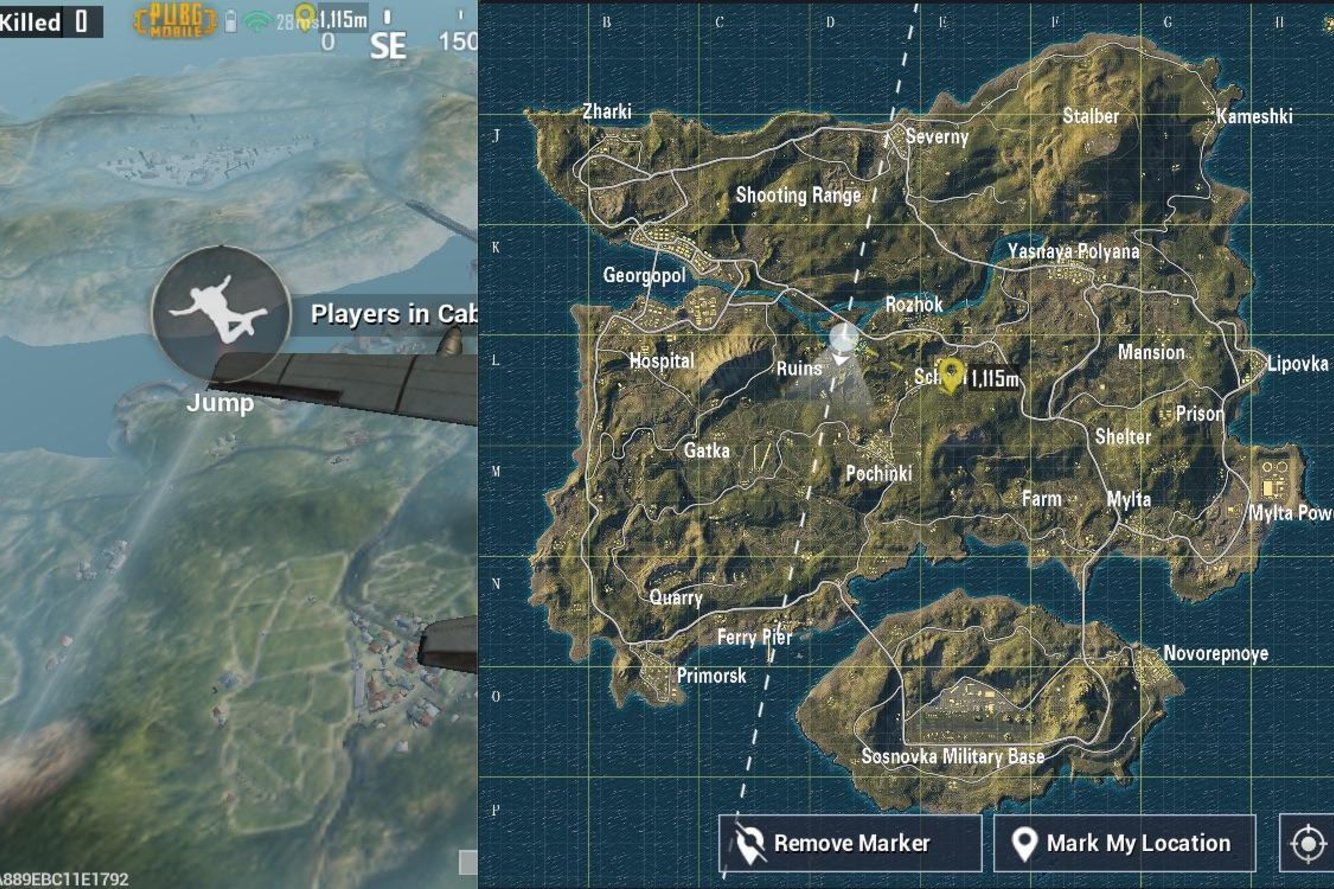 Killed 0
PUBG
MOBILE
28ms
1,115m
0
SE
150
Players in Cab
Jump
A889EBC11E1792
B
C
D
E
F
G
H
J
K
L
M
N
O
P
Zharki
Severny
Stalber
Kameshki
Shooting Range
Georgopol
Yasnaya Polyana
Rozhok
Hospital
Ruins
Mansion
Lipovka
1,115m
Prison
Gatka
Pochinki
Shelter
Farm
Mylta
Mylta Pow
Quarry
Ferry Pier
Primorsk
Novorepnoye
Sosnovka Military Base
Remove Marker
Mark My Location